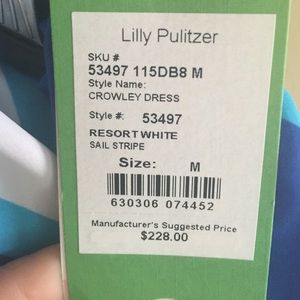 Lilly Pulitzer
SKU #
53497 115DB8 M
Style Name:
CROWLEY DRESS
Style #: 53497
RESORT WHITE
SAIL STRIPE
Size: M
630306 074452
Manufacturer's Suggested Price
$228.00